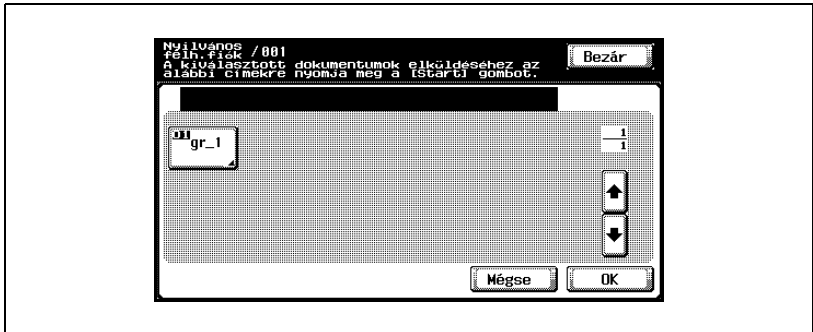 Nyilvános
félh.fiók /001
A kiválasztott dokumentumok elküldéséhez az
alábbi címekre nyomja meg a [Start] gombot.
Bezár
01
gr_1
1
1
Mégse
OK